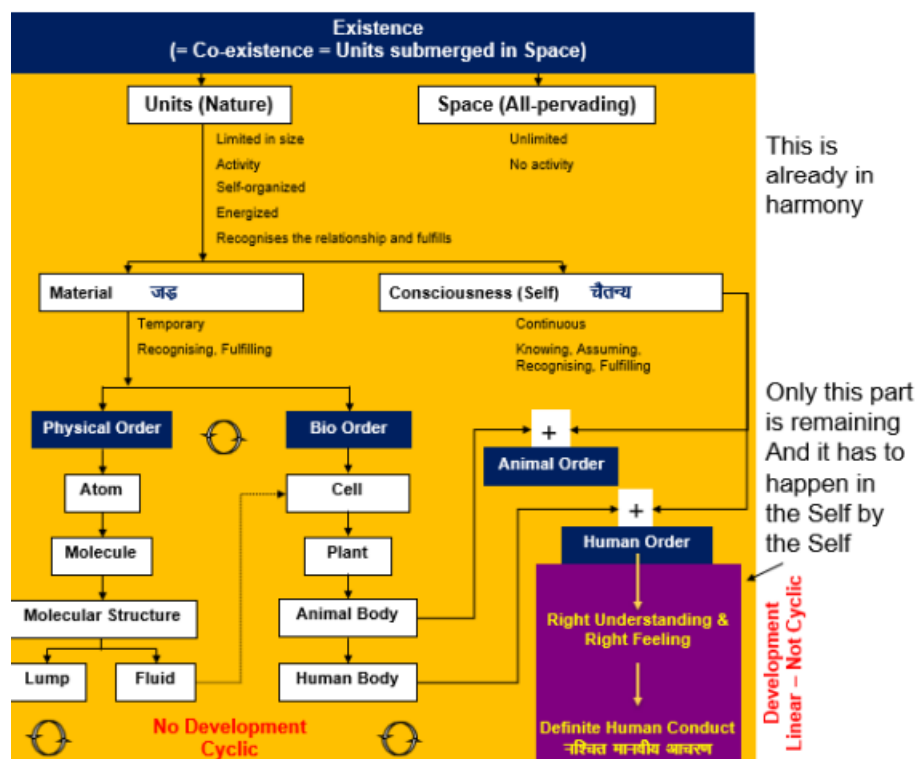 Existence
(= Co-existence = Units submerged in Space)
Units (Nature)
Space (All-pervading)
Limited in size
Activity
Self-organized
Energized
Recognises the relationship and fulfills
Unlimited
No activity
This is
already in
harmony
Material जड़
Consciousness (Self) चैतन्य
Temporary
Recognising, Fulfilling
Continuous
Knowing, Assuming,
Recognising, Fulfilling
Physical Order
Bio Order
+
Animal Order
Only this part
is remaining
And it has to
happen in
the Self by
the Self
Atom
Cell
+
Human Order
Molecule
Plant
Molecular Structure
Animal Body
Right Understanding &
Right Feeling
Lump
Fluid
Human Body
No Development
Cyclic
Definite Human Conduct
निश्चित मानवीय आचरण
Development
Linear – Not Cyclic